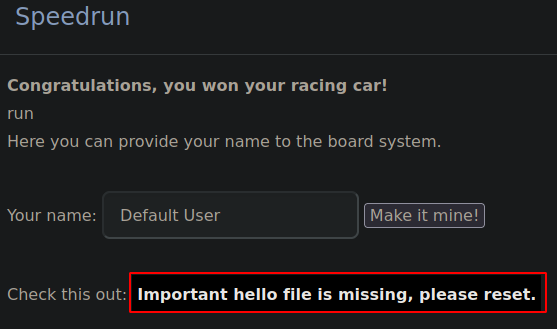 Speedrun
Congratulations, you won your racing car!
run
Here you can provide your name to the board system.
Your name: Default User Make it mine!
Check this out: Important hello file is missing, please reset.